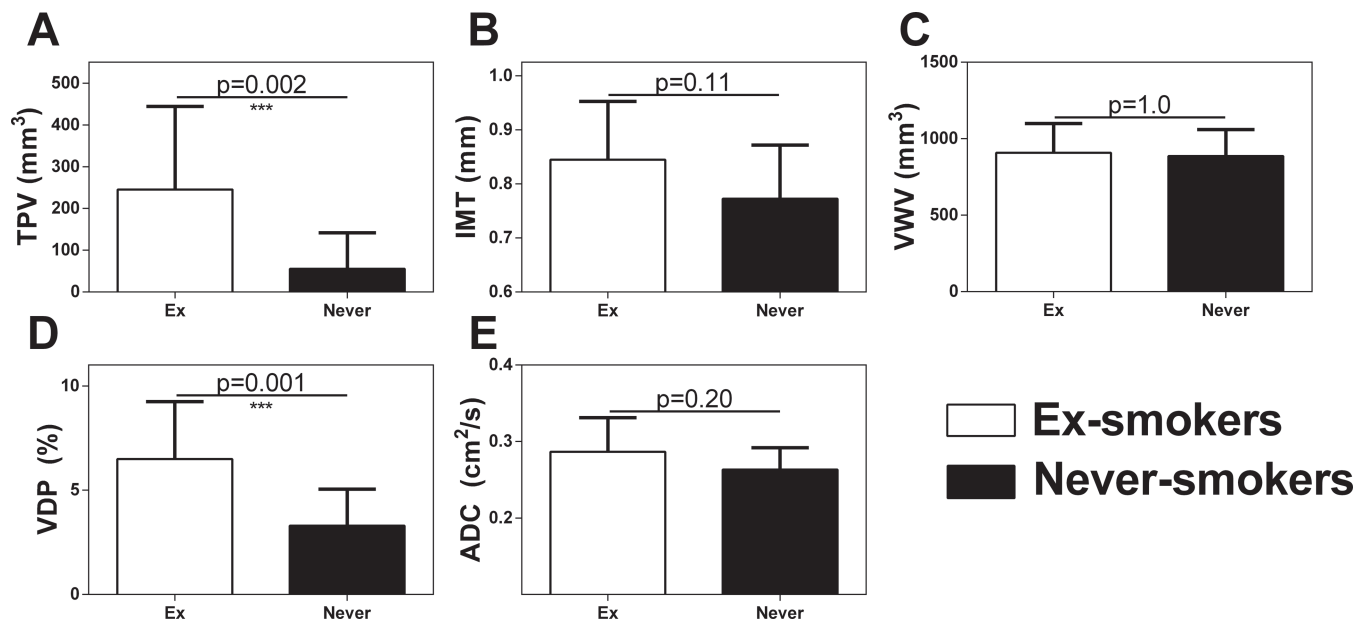 A
TPV (mm³)
500
400
300
200
100
0
p=0.002
***
Ex
Never
B
IMT (mm)
1.0
0.9
0.8
0.7
0.6
p=0.11
Ex
Never
C
VWV (mm³)
1500
1000
500
0
p=1.0
Ex
Never
D
VDP (%)
10
5
0
p=0.001
***
Ex
Never
E
ADC (cm²/s)
0.4
0.3
0.2
p=0.20
Ex
Never
Ex-smokers
Never-smokers